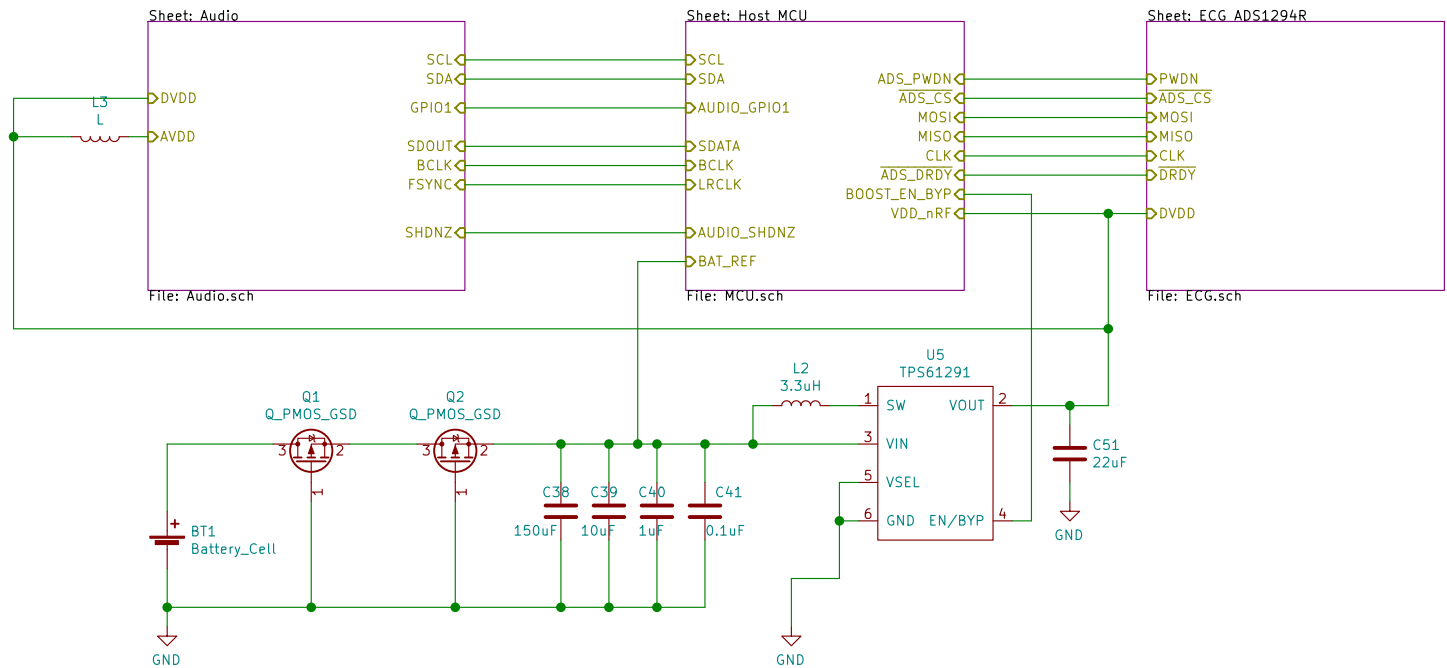 Sheet: Audio
Sheet: Host MCU
Sheet: ECG ADS1294R
SCL
SCL
SDA
SDA
ADS_PWDN
PWDN
L3
DVDD
GPIO1
AUDIO_GPIO1
ADS_CS
ADS_CS
L
MOSI
MOSI
AVDD
MISO
MISO
SDOUT
SDATA
CLK
CLK
BCLK
BCLK
ADS_DRDY
DRDY
FSYNC
LRCLK
BOOST_EN_BYP
VDD_nRF
DVDD
SHDNZ
AUDIO_SHDNZ
BAT_REF
File: Audio.sch
File: MCU.sch
File: ECG.sch
U5
TPS61291
L2
3.3uH
Q1
Q_PMOS_GSD
Q2
Q_PMOS_GSD
1
SW
VOUT
2
3
2
3
2
3
VIN
C51
22uF
1
1
5
VSEL
C38
150uF
C39
10uF
C40
1uF
C41
0.1uF
6
GND
EN/BYP
4
+
BT1
Battery_Cell
GND
GND
GND